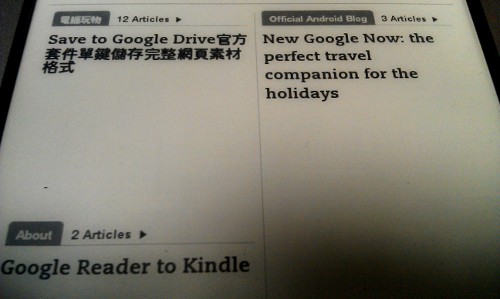 電腦玩物 12 Articles ▶
Save to Google Drive官方
套件單鍵儲存完整網頁素材
格式
Official Android Blog 3 Articles ▶
New Google Now: the
perfect travel
companion for the
holidays
About 2 Articles ▶
Google Reader to Kindle